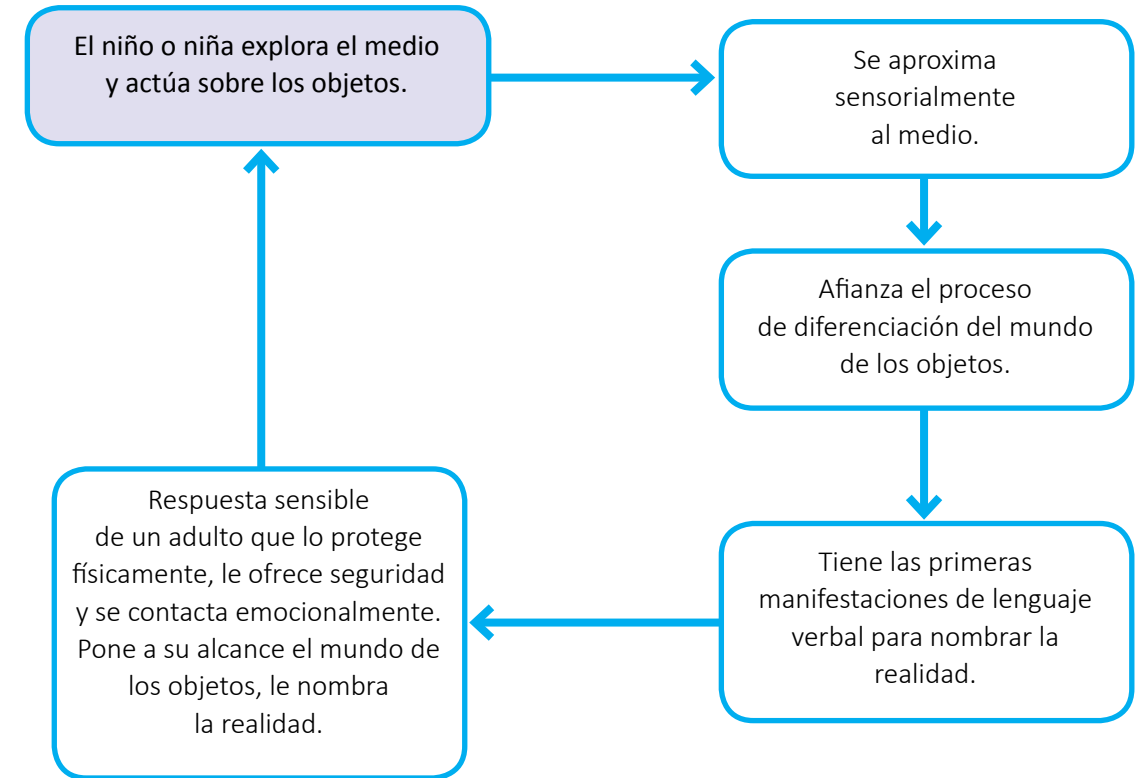 El niño o niña explora el medio
y actúa sobre los objetos.
Se aproxima
sensorialmente
al medio.
Afianza el proceso
de diferenciación del mundo
de los objetos.
Tiene las primeras
manifestaciones de lenguaje
verbal para nombrar la
realidad.
Respuesta sensible
de un adulto que lo protege
físicamente, le ofrece seguridad
y se contacta emocionalmente.
Pone a su alcance el mundo de
los objetos, le nombra
la realidad.